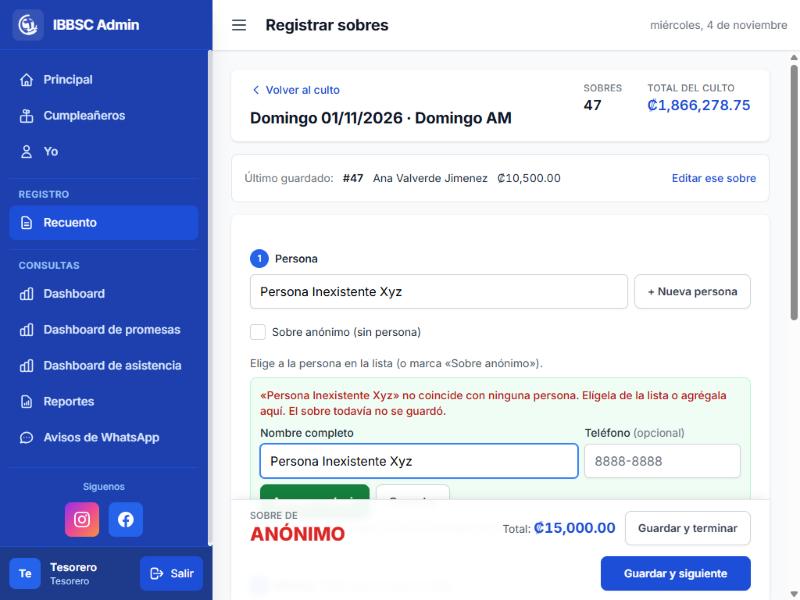 IBBSC Admin
Principal
Cumpleañeros
Yo
REGISTRO
Recuento
CONSULTAS
Dashboard
Dashboard de promesas
Dashboard de asistencia
Reportes
Avisos de WhatsApp
Síguenos
Te
Tesorero
Tesorero
Salir
Registrar sobres
miércoles, 4 de noviembre
Volver al culto
Domingo 01/11/2026 · Domingo AM
SOBRES
47
TOTAL DEL CULTO
₡1,866,278.75
Último guardado: #47 Ana Valverde Jimenez ₡10,500.00
Editar ese sobre
1 Persona
Persona Inexistente Xyz
+ Nueva persona
Sobre anónimo (sin persona)
Elige a la persona en la lista (o marca «Sobre anónimo»).
«Persona Inexistente Xyz» no coincide con ninguna persona. Elígela de la lista o agrégala
aquí. El sobre todavía no se guardó.
Nombre completo
Teléfono (opcional)
Persona Inexistente Xyz
8888-8888
SOBRE DE
ANÓNIMO
Total: ₡15,000.00
Guardar y terminar
Guardar y siguiente